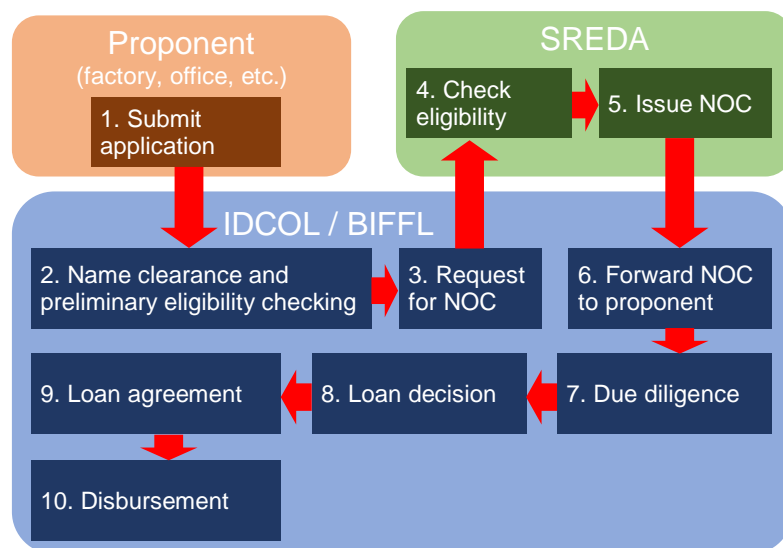 Proponent
(factory, office, etc.)
1. Submit
application
SREDA
4. Check
eligibility
5. Issue NOC
IDCOL / BIFFL
2. Name clearance and
preliminary eligibility checking
3. Request
for NOC
6. Forward NOC
to proponent
7. Due diligence
8. Loan decision
9. Loan agreement
10. Disbursement